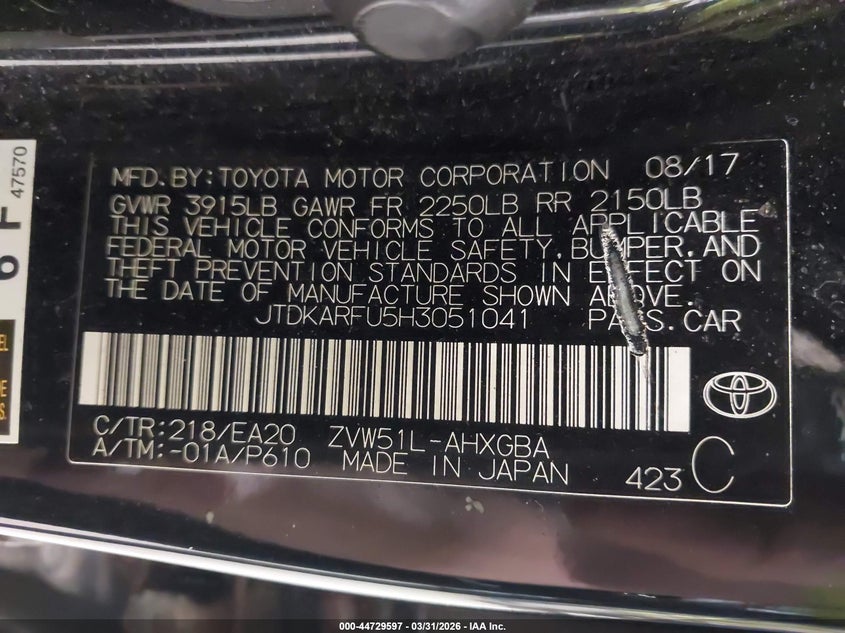 MFD.BY:TOYOTA MOTOR CORPORATION 08/17
GVWR 3915LB GAWR FR 2250LB RR 2150LB
THIS VEHICLE CONFORMS TO ALL APPLICABLE
FEDERAL MOTOR VEHICLE SAFETY,BUMPER,AND
THEFT PREVENTION STANDARDS IN EFFECT ON
THE DATE OF MANUFACTURE SHOWN ABOVE.
JTDKARFU5H3051041 PASS.CAR
C/TR:218/EA20 ZVW51L-AHXGBA
A/TM:-01A/P610 MADE IN JAPAN 423 C
47570
000-44729597 - 03/31/2026 - IAA Inc.